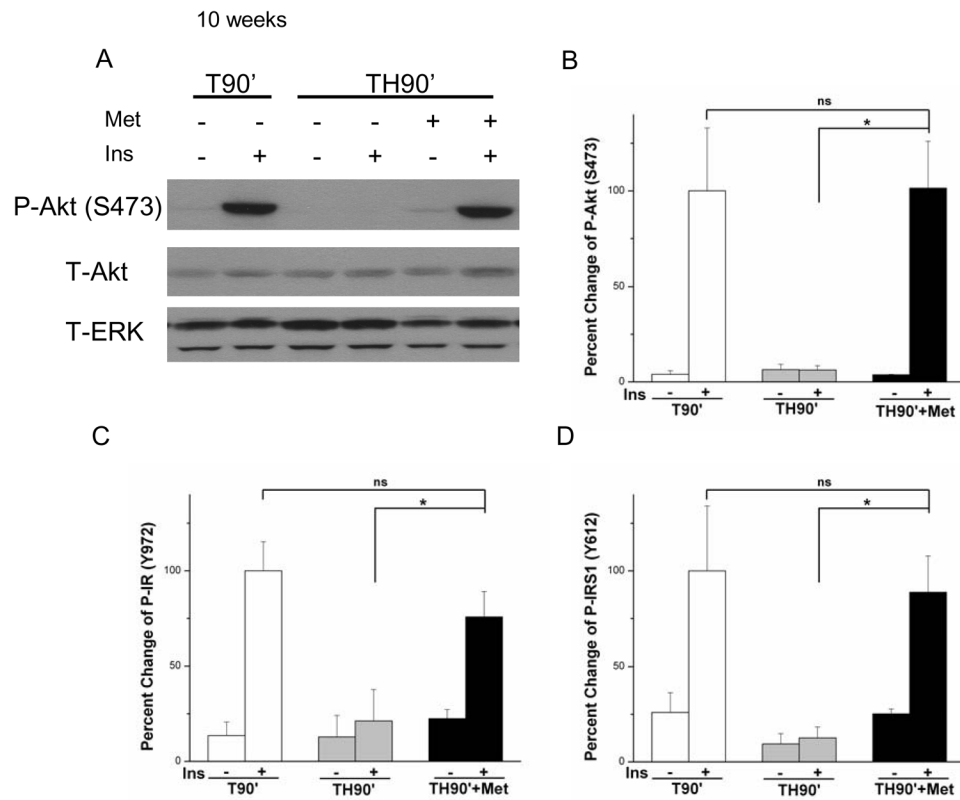 10 weeks
A
T90’ TH90’
Met - - - - + +
Ins - + - + - +
P-Akt (S473)
T-Akt
T-ERK
B
ns
*
Percent Change of P-Akt (S473)
100
50
0
Ins - + - + - +
T90' TH90' TH90'+Met
C
ns
*
Percent Change of P-IR (Y972)
100
50
0
Ins - + - + - +
T90' TH90' TH90'+Met
D
ns
*
Percent Change of P-IRS1 (Y612)
100
50
0
Ins - + - + - +
T90' TH90' TH90'+Met